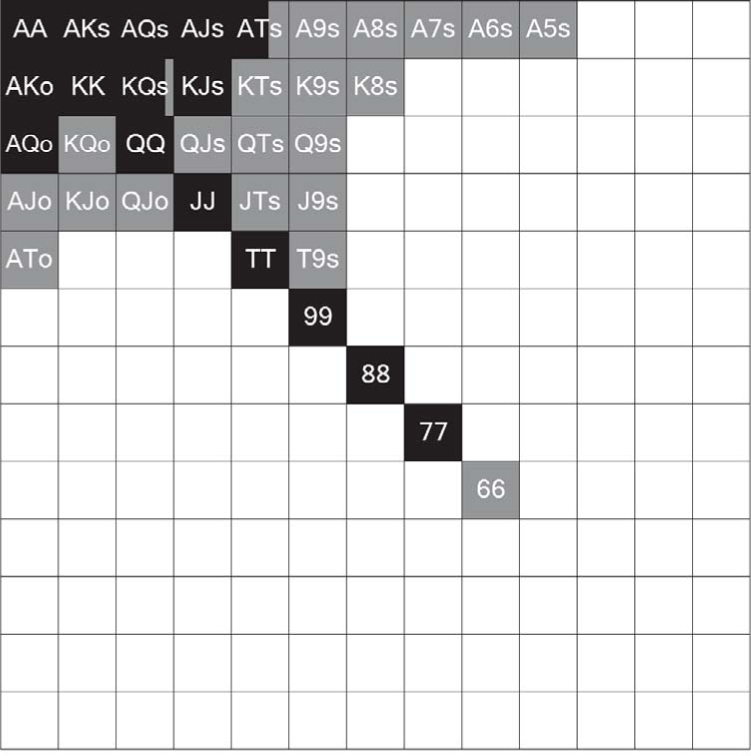 AA AKs AQs AJs ATs A9s A8s A7s A6s A5s
AKo KK KQs KJs KTs K9s K8s
AQo KQo QQ QJs QTs Q9s
AJo KJo QJo JJ JTs J9s
ATo TT T9s
99
88
77
66